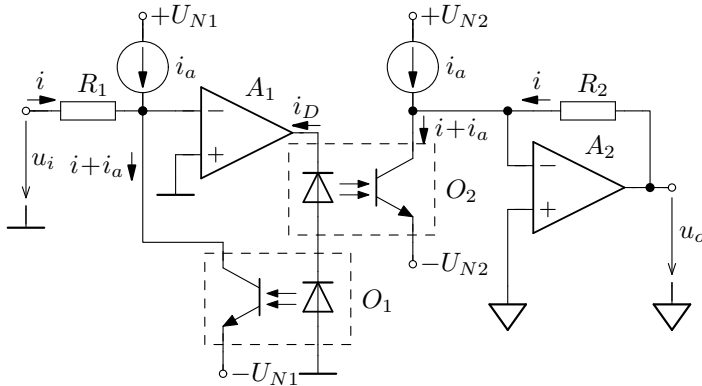 +U_{N1}
+U_{N2}
i R_1 i_a A_1
i_D
i_a i R_2
i+i_a
A_2
u_i
i+i_a
−
+
−
+
O_2
−U_{N2}
u_o
O_1
−U_{N1}